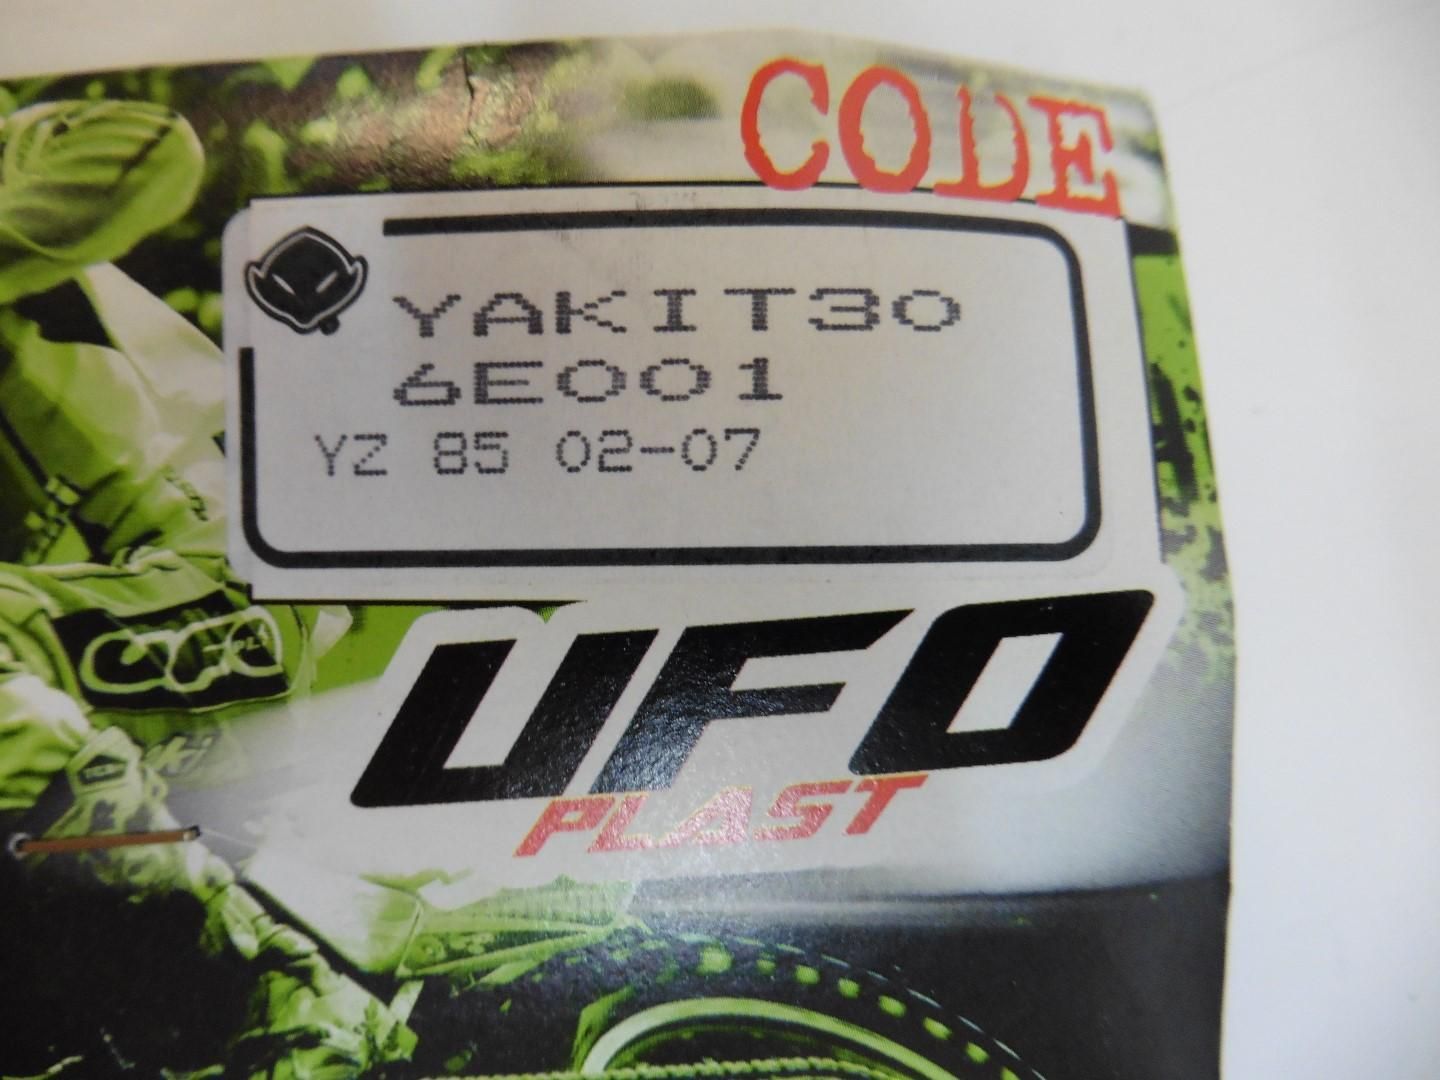 CODE
YAKIT30
6E001
YZ 85 02-07
UFO
PLAST